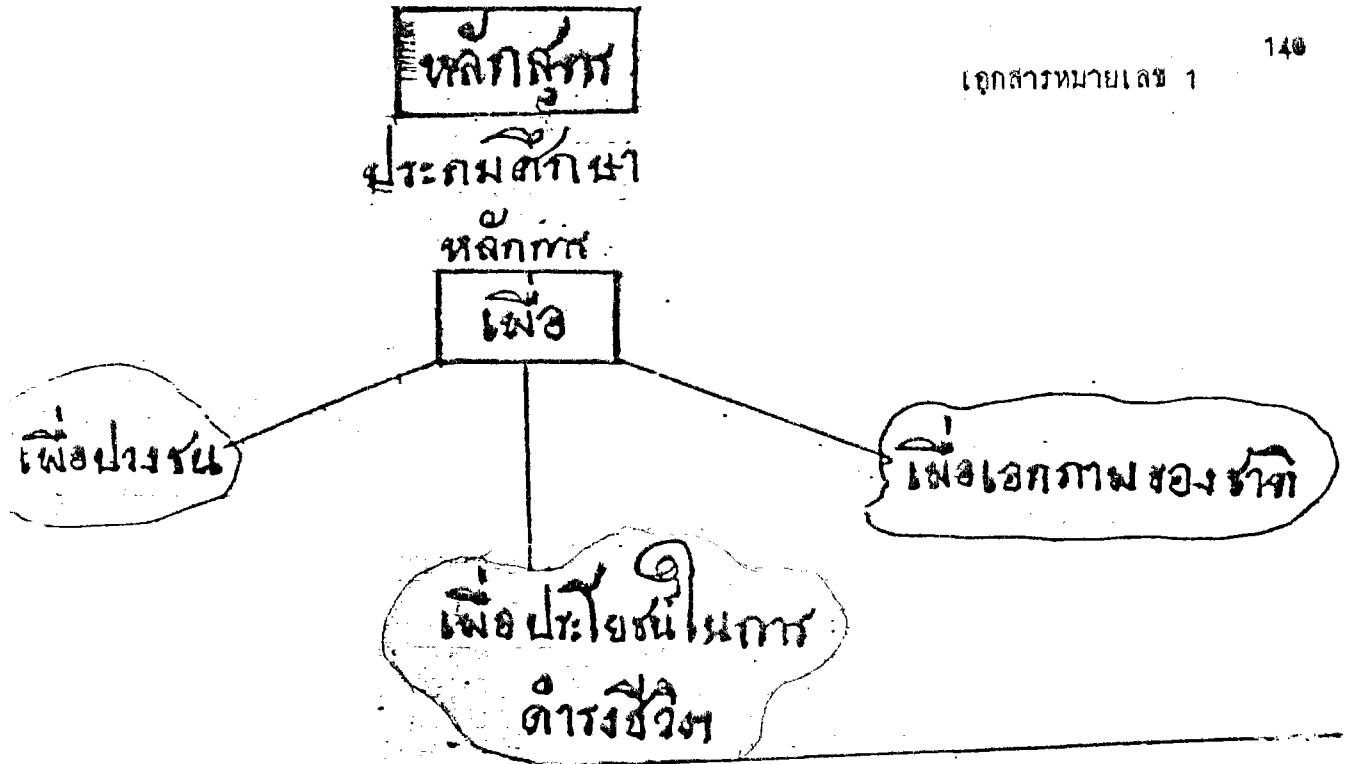 140
เอกสารหมายเลข 1
หลักสูตร
ประถมศึกษา
หลักการ
เพื่อ
เพื่อปวงชน
เพื่อเอกภาพของชาติ
เพื่อประโยชน์ในการ
ดำรงชีวิต